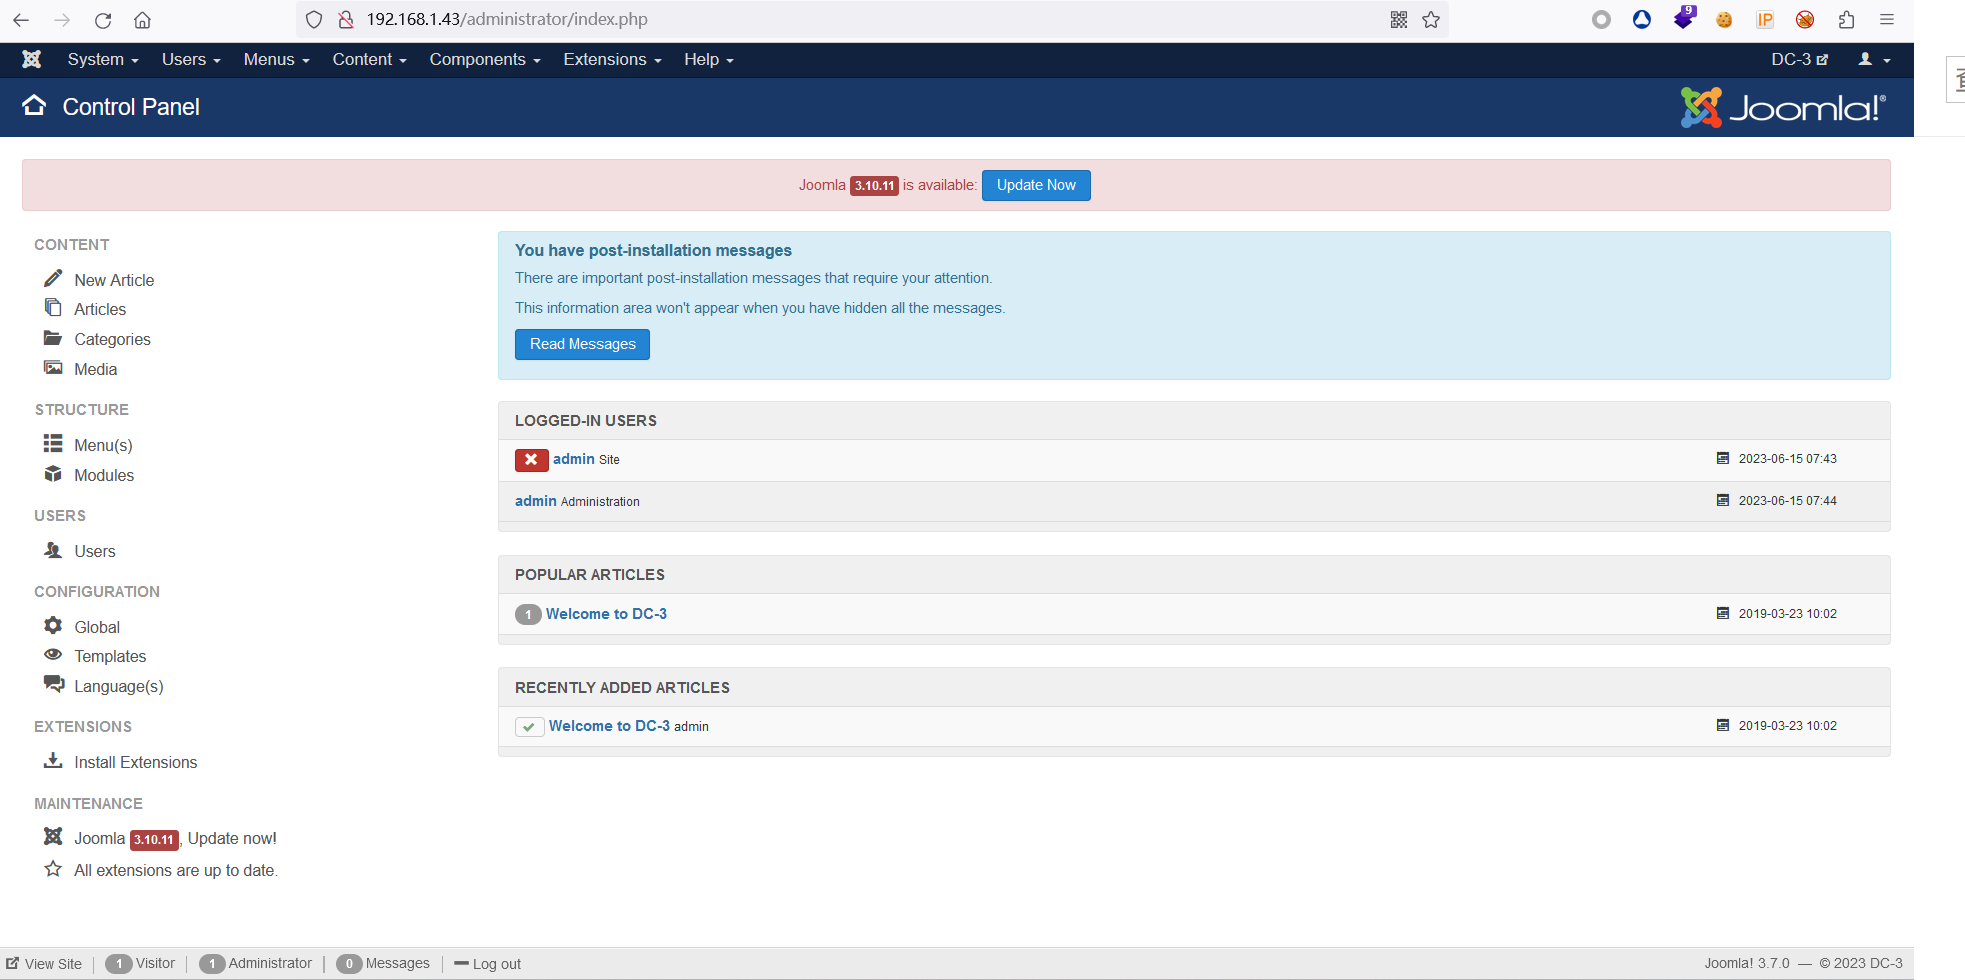 192.168.1.43/administrator/index.php
9
IP
System Users Menus Content Components Extensions Help DC-3
Control Panel
Joomla!®
Joomla 3.10.11 is available: Update Now
CONTENT
New Article
Articles
Categories
Media
STRUCTURE
Menu(s)
Modules
USERS
Users
CONFIGURATION
Global
Templates
Language(s)
EXTENSIONS
Install Extensions
MAINTENANCE
Joomla 3.10.11, Update now!
All extensions are up to date.
You have post-installation messages
There are important post-installation messages that require your attention.
This information area won't appear when you have hidden all the messages.
Read Messages
LOGGED-IN USERS
admin Site 2023-06-15 07:43
admin Administration 2023-06-15 07:44
POPULAR ARTICLES
1 Welcome to DC-3 2019-03-23 10:02
RECENTLY ADDED ARTICLES
Welcome to DC-3 admin 2019-03-23 10:02
View Site 1 Visitor 1 Administrator 0 Messages Log out Joomla! 3.7.0 — © 2023 DC-3